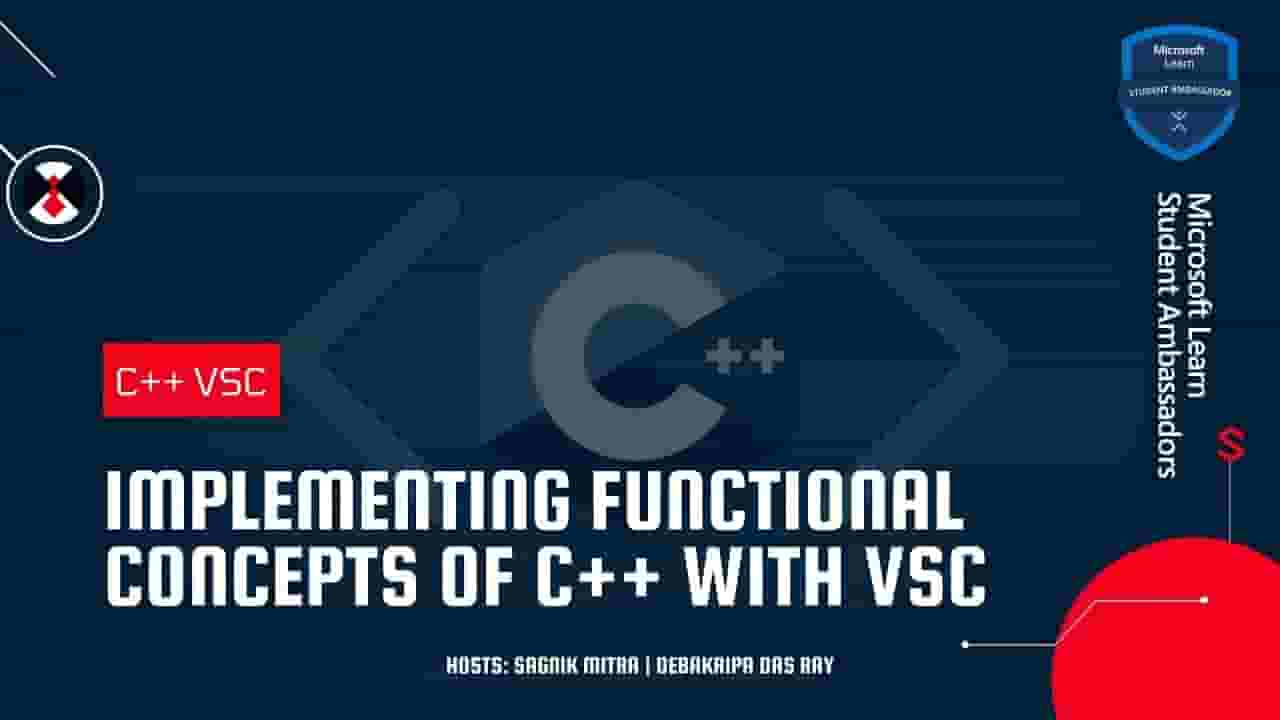 Microsoft
Learn
STUDENT AMBASSADOR
Microsoft Learn
Student Ambassadors
C++
C++ VSC
IMPLEMENTING FUNCTIONAL
CONCEPTS OF C++ WITH VSC
HOSTS: SAGNIK MITRA | DEBAKRIPA DAS RAY